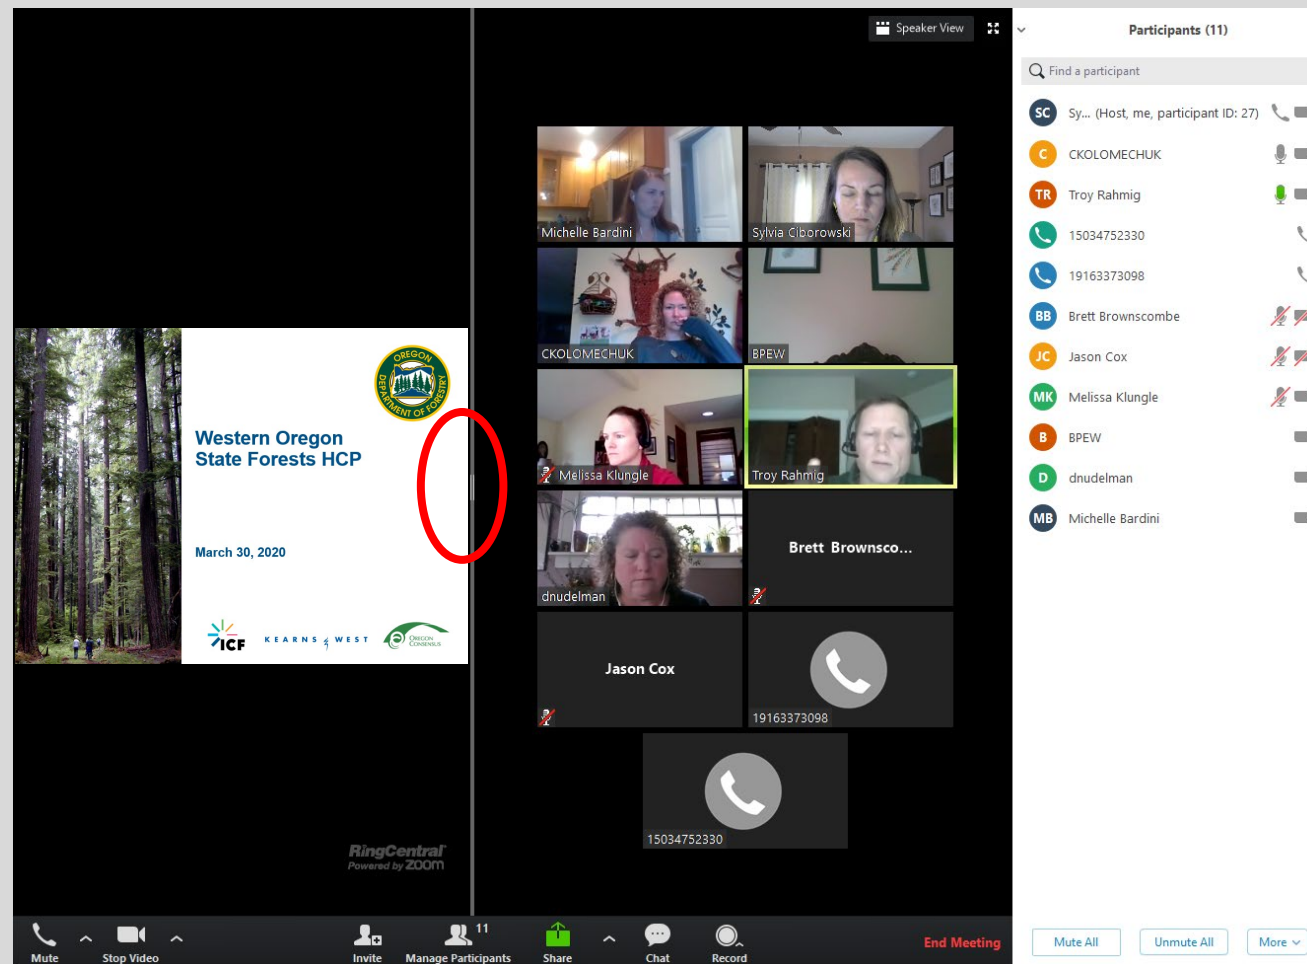 Speaker View
Participants (11)
Find a participant
SC Sy... (Host, me, participant ID: 27)
C CKOLOMECHUK
TR Troy Rahmig
15034752330
19163373098
BB Brett Brownscombe
JC Jason Cox
MK Melissa Klungle
B BPEW
D dnudelman
MB Michelle Bardini
Michelle Bardini
Sylvia Ciborowski
CKOLOMECHUK
BPEW
Melissa Klungle
Troy Rahmig
dnudelman
Brett Brownsco...
Jason Cox
19163373098
15034752330
OREGON
DEPARTMENT OF FORESTRY
Western Oregon
State Forests HCP
March 30, 2020
ICF
KEARNS & WEST
OREGON
CONSENSUS
RingCentral
Powered by ZOOM
Mute
Stop Video
Invite
11
Manage Participants
Share
Chat
Record
End Meeting
Mute All
Unmute All
More